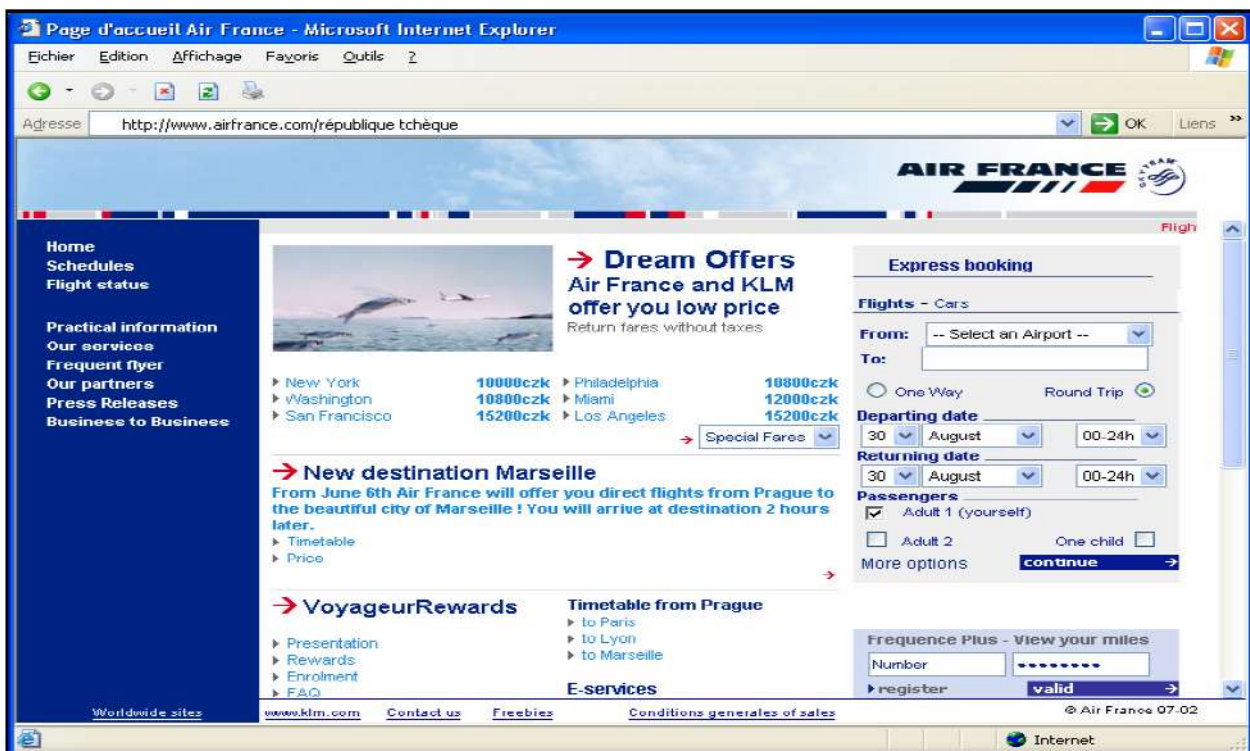 Page d'accueil Air France - Microsoft Internet Explorer
Fichier Edition Affichage Favoris Outils ?
Adresse http://www.airfrance.com/république tchèque OK Liens »
AIR FRANCE
SKYTEAM
Fligh
Home
Schedules
Flight status
Practical information
Our services
Frequent flyer
Our partners
Press Releases
Business to Business
Dream Offers
Air France and KLM
offer you low price
Return fares without taxes
New York 10000czk Philadelphia 10800czk
Washington 10800czk Miami 12000czk
San Francisco 15200czk Los Angeles 15200czk
Special Fares
New destination Marseille
From June 6th Air France will offer you direct flights from Prague to
the beautiful city of Marseille ! You will arrive at destination 2 hours
later.
Timetable
Price
VoyageurRewards
Presentation
Rewards
Enrolment
FAQ
Timetable from Prague
to Paris
to Lyon
to Marseille
E-services
Express booking
Flights - Cars
From: -- Select an Airport --
To:
One Way Round Trip
Departing date
30 August 00-24h
Returning date
30 August 00-24h
Passengers
Adult 1 (yourself)
Adult 2 One child
More options continue
Frequence Plus - View your miles
Number ••••••••
register valid
Worldwide sites www.klm.com Contact us Freebies Conditions generales of sales © Air France 07-02
Internet